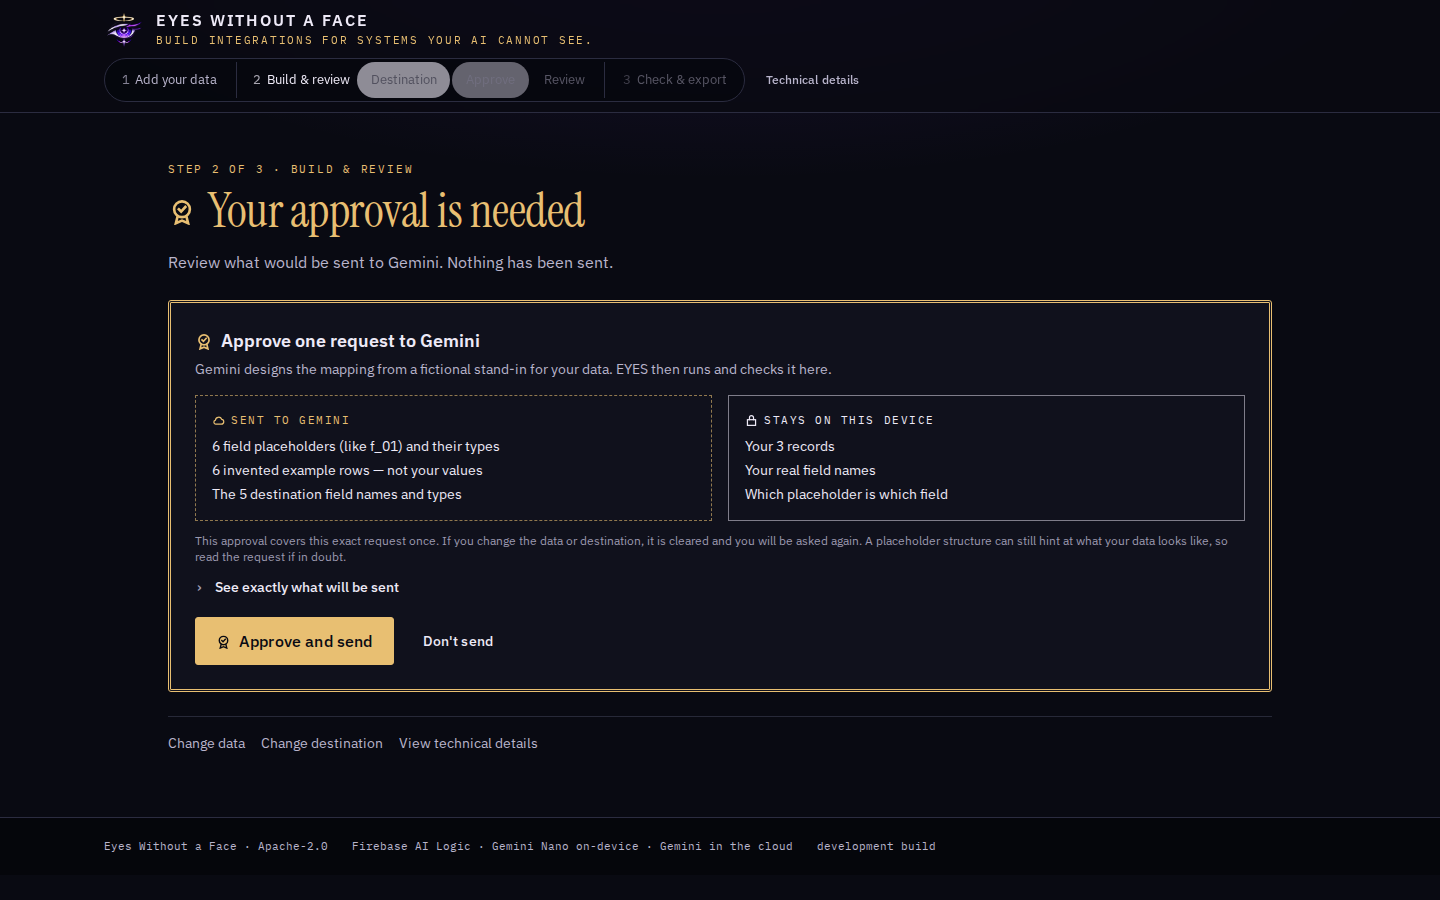 EYES WITHOUT A FACE
BUILD INTEGRATIONS FOR SYSTEMS YOUR AI CANNOT SEE.
1 Add your data
2 Build & review
Destination
Approve
Review
3 Check & export
Technical details
STEP 2 OF 3 · BUILD & REVIEW
Your approval is needed
Review what would be sent to Gemini. Nothing has been sent.
Approve one request to Gemini
Gemini designs the mapping from a fictional stand-in for your data. EYES then runs and checks it here.
SENT TO GEMINI
6 field placeholders (like f_01) and their types
6 invented example rows — not your values
The 5 destination field names and types
STAYS ON THIS DEVICE
Your 3 records
Your real field names
Which placeholder is which field
This approval covers this exact request once. If you change the data or destination, it is cleared and you will be asked again. A placeholder structure can still hint at what your data looks like, so
read the request if in doubt.
› See exactly what will be sent
Approve and send
Don't send
Change data
Change destination
View technical details
Eyes Without a Face · Apache-2.0
Firebase AI Logic · Gemini Nano on-device · Gemini in the cloud
development build